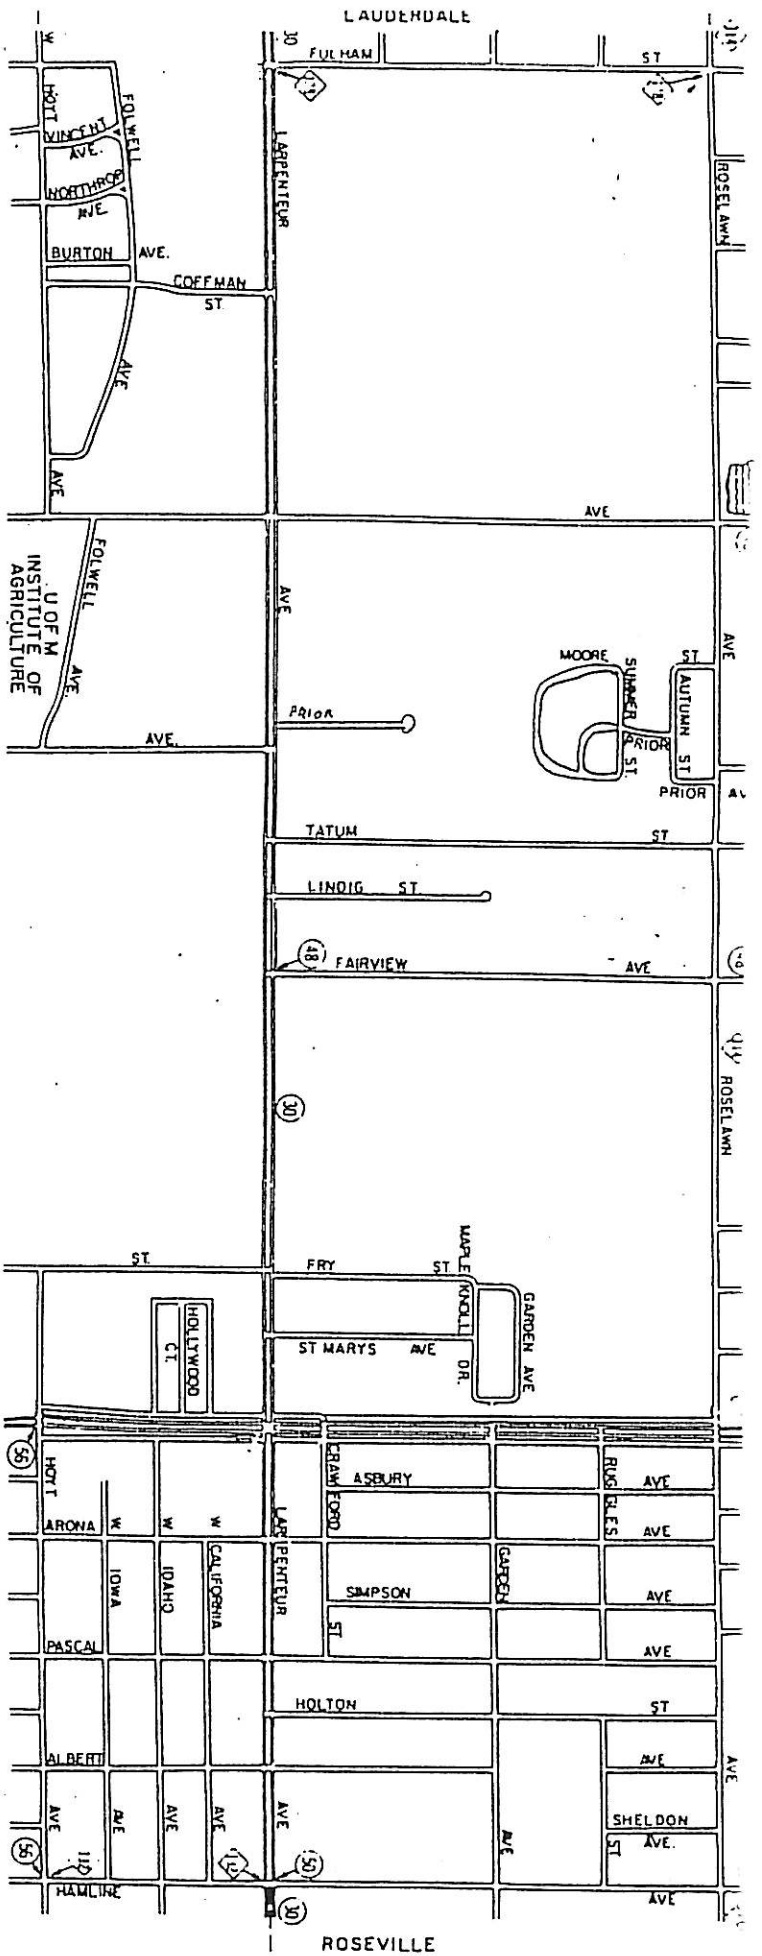 LAUDERDALE
30
W
FULHAM
ST
HOYT
FOLWELL
VINCENT
AVE.
LARPENTEUR
ROSELAWN
NORTHROP
AVE.
BURTON
AVE.
COFFMAN
ST.
AVE.
AVE.
AVE
FOLWELL
AVE.
U OF M
INSTITUTE OF
AGRICULTURE
AVE
AVE
MOORE
SUMMER
ST.
AUTUMN
ST.
ST
PRIOR
PRIOR
PRIOR
AVE.
TATUM
ST
LINDIG ST.
48
FAIRVIEW
AVE
ROSELAWN
30
ST.
FRY
ST.
MAPLE KNOLL DR.
GARDEN AVE
HOLLYWOOD
CT.
ST MARYS AVE
56
HOYT
CRAWFORD
ASBURY
RUGGLES
AVE
ARONA
W
W
W
LARPENTEUR
AVE
IOWA
IDAHO
CALIFORNIA
GARDEN
SIMPSON
AVE
ST
PASCAL
AVE
HOLTON
ST
ALBERT
AVE
AVE
AVE
AVE
AVE
AVE
AVE
AVE
SHELDON
AVE.
ST
AVE
56
50
HAMLINE
AVE
30
ROSEVILLE